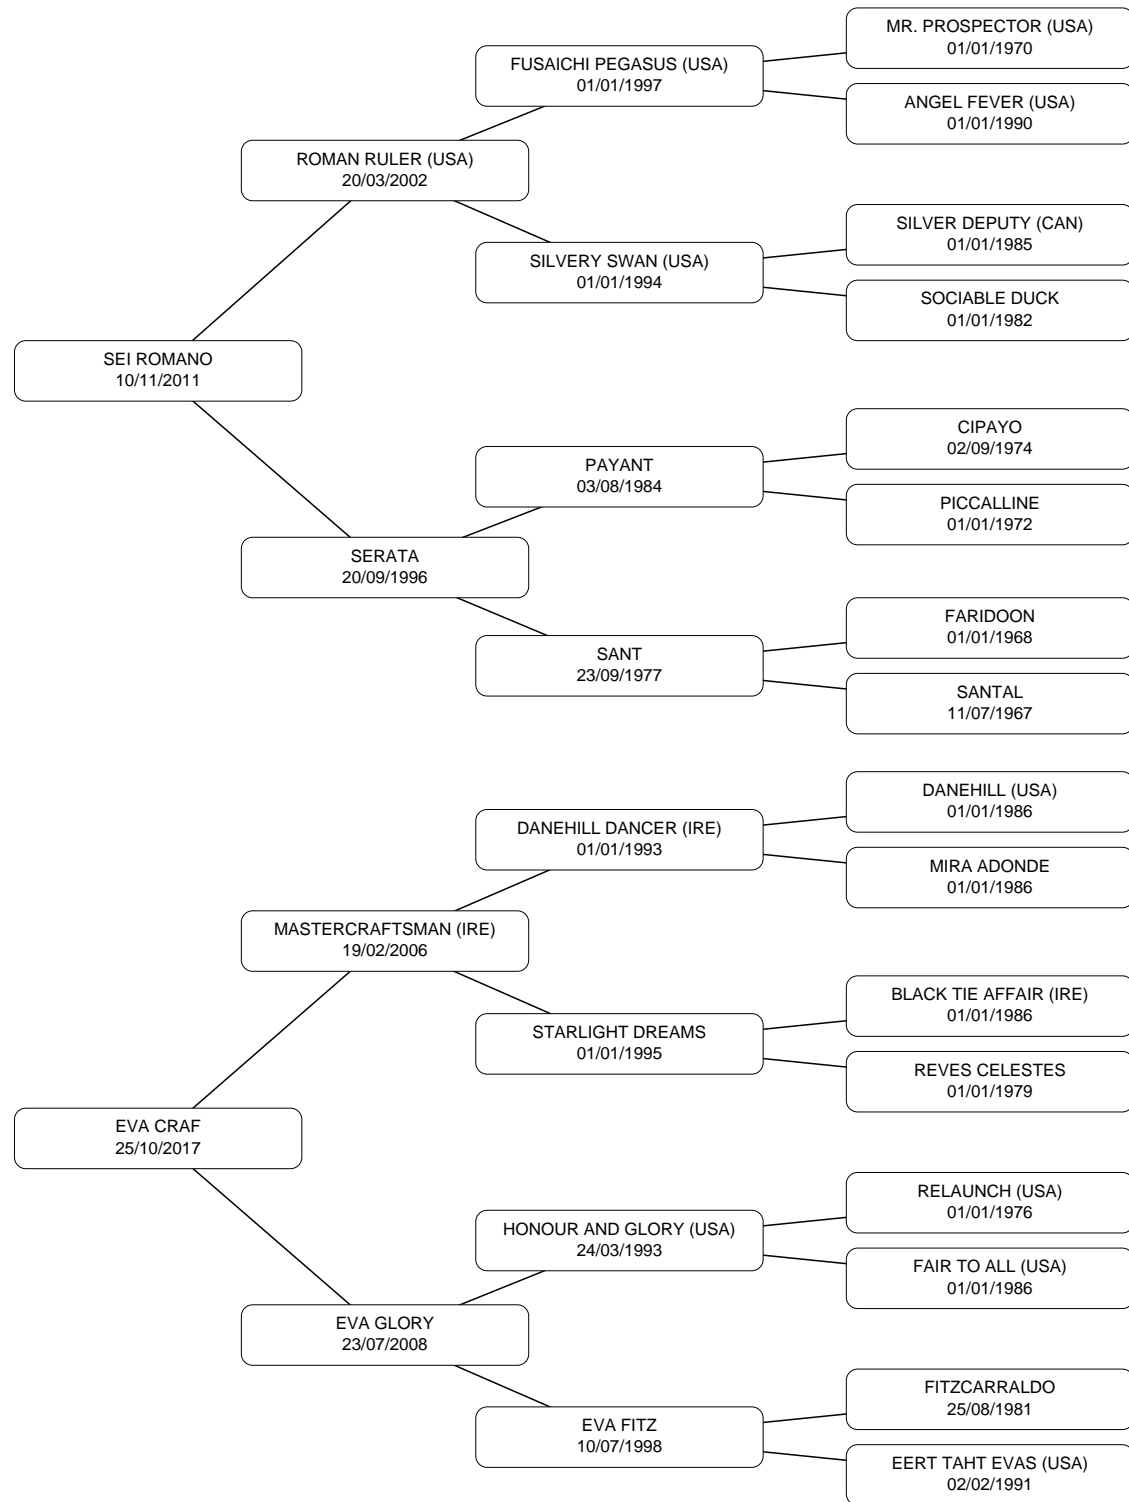 MR. PROSPECTOR (USA)
01/01/1970
FUSAICHI PEGASUS (USA)
01/01/1997
ANGEL FEVER (USA)
01/01/1990
ROMAN RULER (USA)
20/03/2002
SILVER DEPUTY (CAN)
01/01/1985
SILVERY SWAN (USA)
01/01/1994
SOCIABLE DUCK
01/01/1982
SEI ROMANO
10/11/2011
CIPAYO
02/09/1974
PAYANT
03/08/1984
PICCALLINE
01/01/1972
SERATA
20/09/1996
FARIDOON
01/01/1968
SANT
23/09/1977
SANTAL
11/07/1967
DANEHILL (USA)
01/01/1986
DANEHILL DANCER (IRE)
01/01/1993
MIRA ADONDE
01/01/1986
MASTERCRAFTSMAN (IRE)
19/02/2006
BLACK TIE AFFAIR (IRE)
01/01/1986
STARLIGHT DREAMS
01/01/1995
REVES CELESTES
01/01/1979
EVA CRAF
25/10/2017
RELAUNCH (USA)
01/01/1976
HONOUR AND GLORY (USA)
24/03/1993
FAIR TO ALL (USA)
01/01/1986
EVA GLORY
23/07/2008
FITZCARRALDO
25/08/1981
EVA FITZ
10/07/1998
EERT TAHT EVAS (USA)
02/02/1991